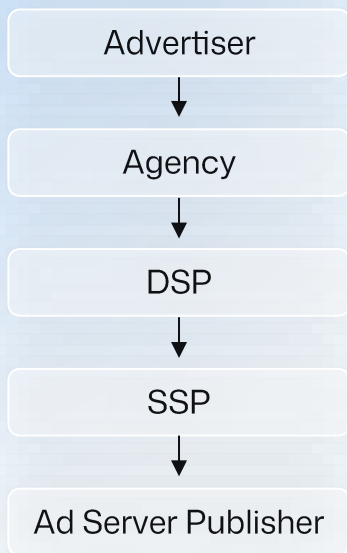 Advertiser
Agency
DSP
SSP
Ad Server Publisher